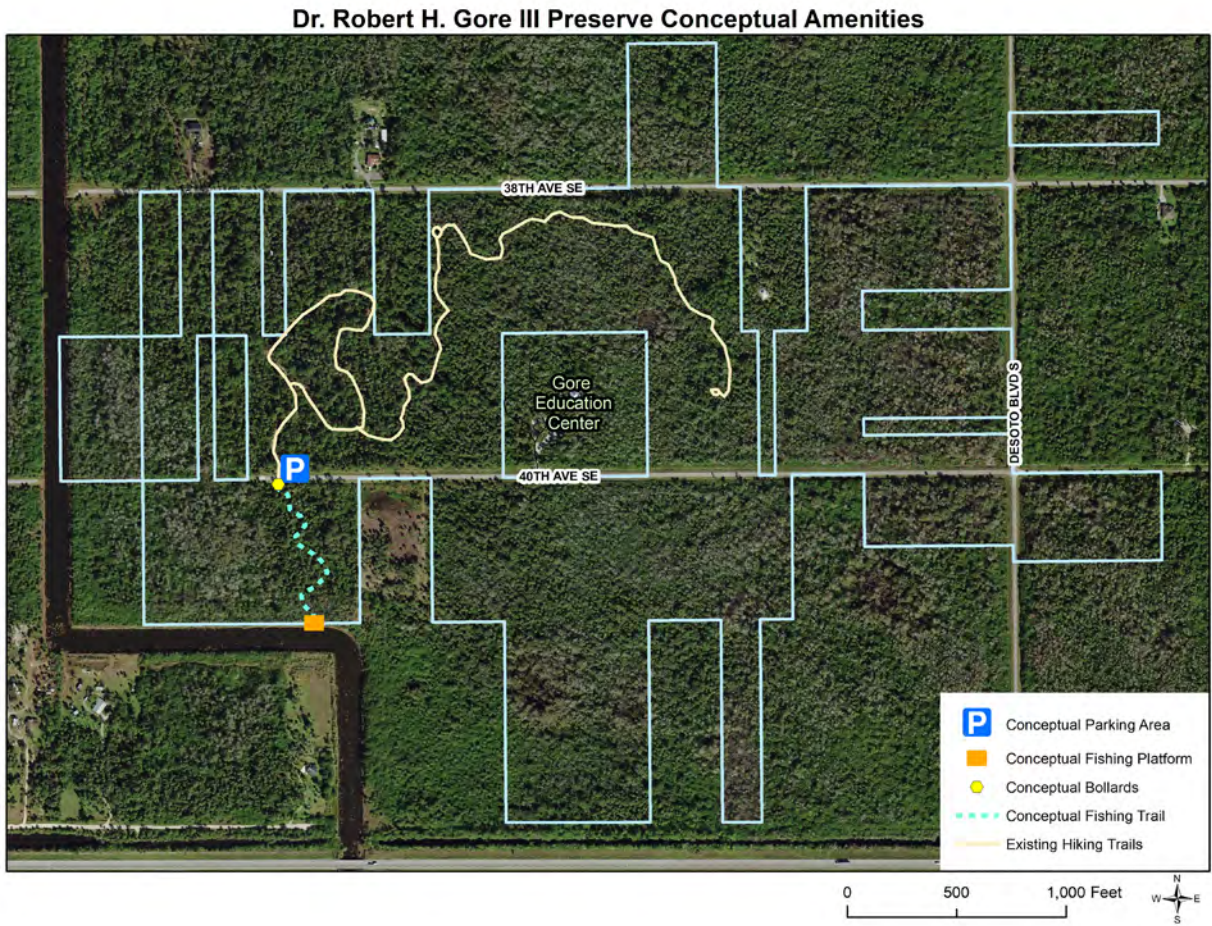 Dr. Robert H. Gore III Preserve Conceptual Amenities
38TH AVE SE
DESOTO BLVD S
Gore
Education
Center
P
40TH AVE SE
P Conceptual Parking Area
Conceptual Fishing Platform
Conceptual Bollards
Conceptual Fishing Trail
Existing Hiking Trails
0 500 1,000 Feet
N
W E
S